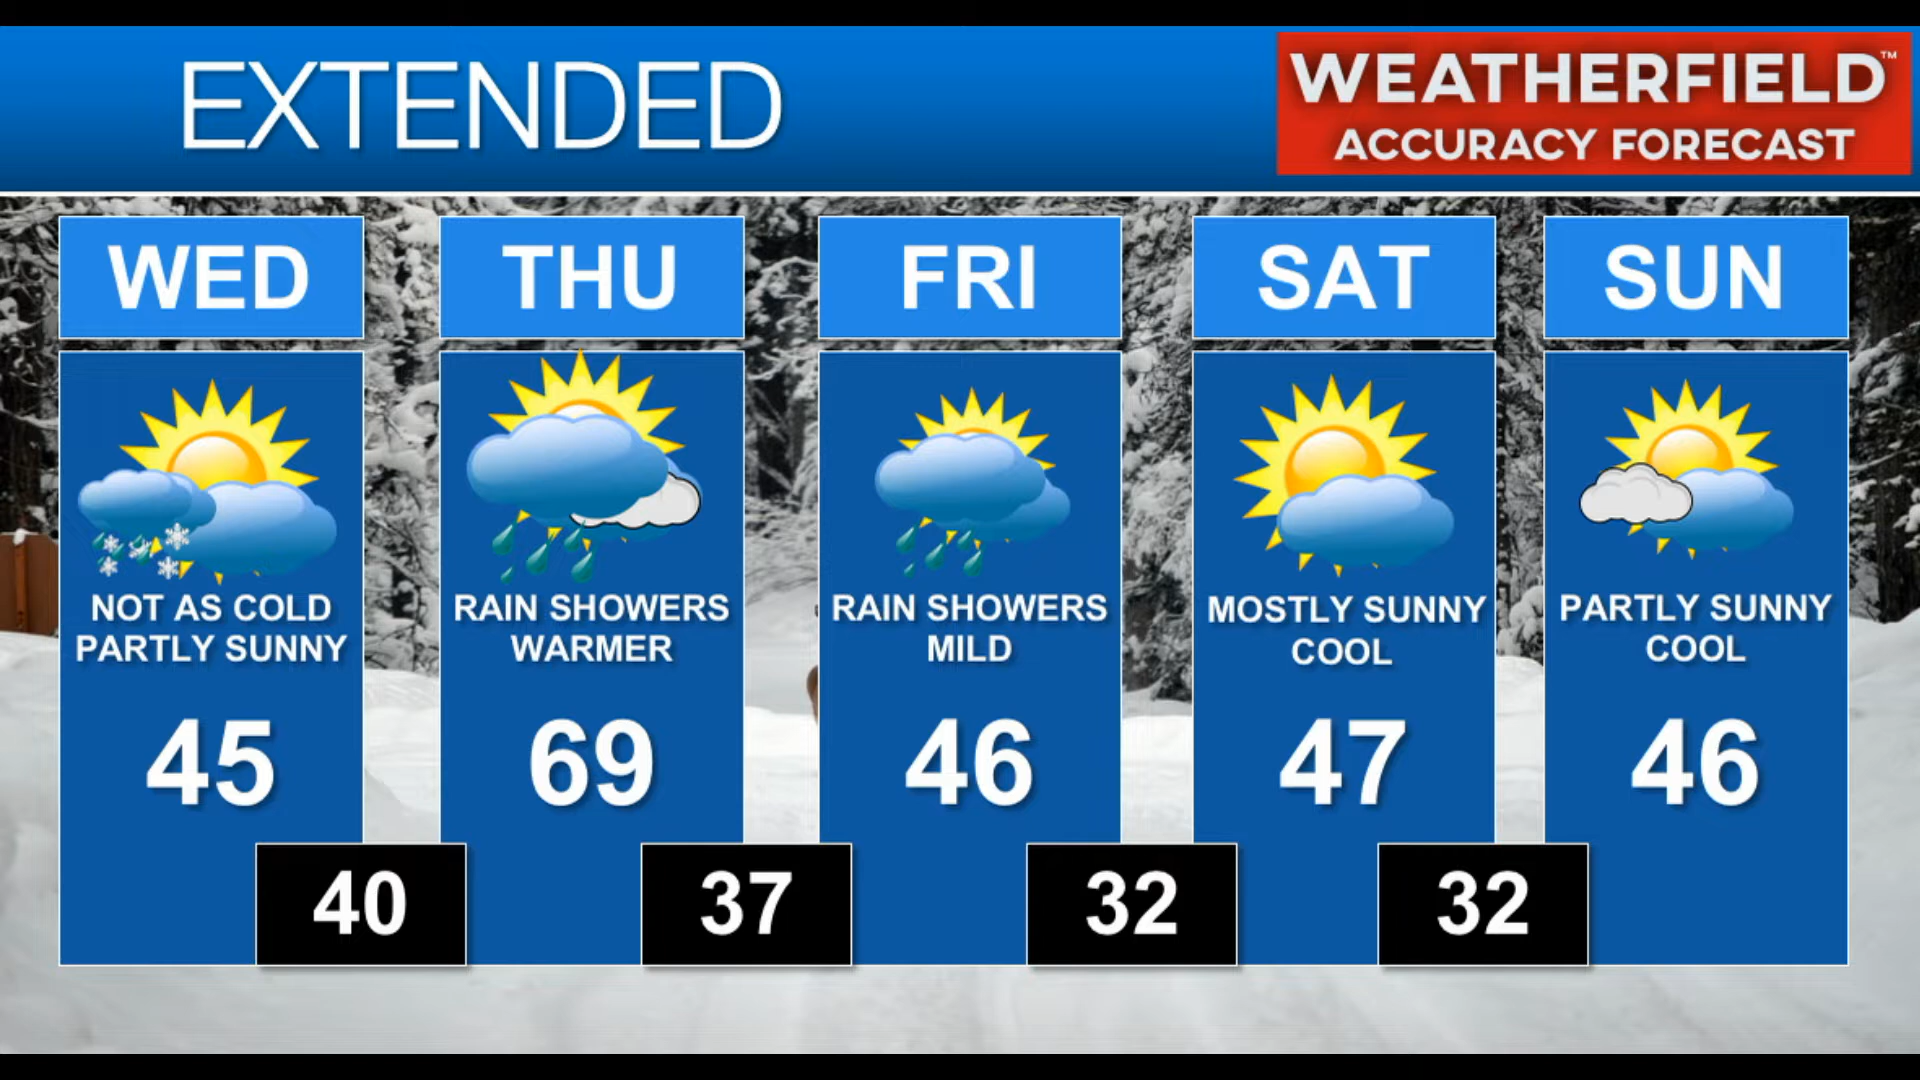 EXTENDED
WEATHERFIELD™
ACCURACY FORECAST
WED
THU
FRI
SAT
SUN
NOT AS COLD
PARTLY SUNNY
RAIN SHOWERS
WARMER
RAIN SHOWERS
MILD
MOSTLY SUNNY
COOL
PARTLY SUNNY
COOL
45
69
46
47
46
40
37
32
32